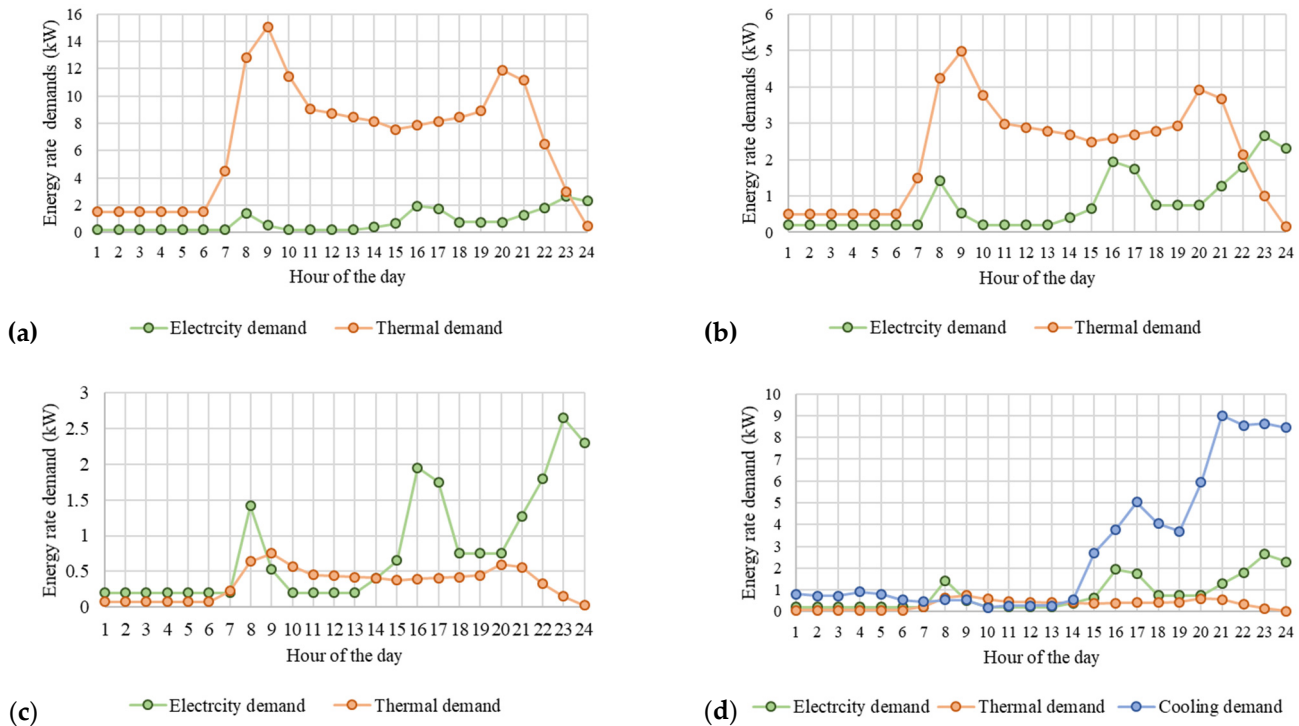 Energy rate demands (kW)
16
14
12
10
8
6
4
2
0
1 2 3 4 5 6 7 8 9 10 11 12 13 14 15 16 17 18 19 20 21 22 23 24
Hour of the day
(a) Electrcity demand Thermal demand
Energy rate demands (kW)
6
5
4
3
2
1
0
1 2 3 4 5 6 7 8 9 10 11 12 13 14 15 16 17 18 19 20 21 22 23 24
Hour of the day
(b) Electrcity demand Thermal demand
Energy rate demand (kW)
3
2.5
2
1.5
1
0.5
0
1 2 3 4 5 6 7 8 9 10 11 12 13 14 15 16 17 18 19 20 21 22 23 24
Hour of the day
(c) Electrcity demand Thermal demand
Energy rate demand (kW)
10
9
8
7
6
5
4
3
2
1
0
1 2 3 4 5 6 7 8 9 10 11 12 13 14 15 16 17 18 19 20 21 22 23 24
Hour of the day
(d) Electrcity demand Thermal demand Cooling demand